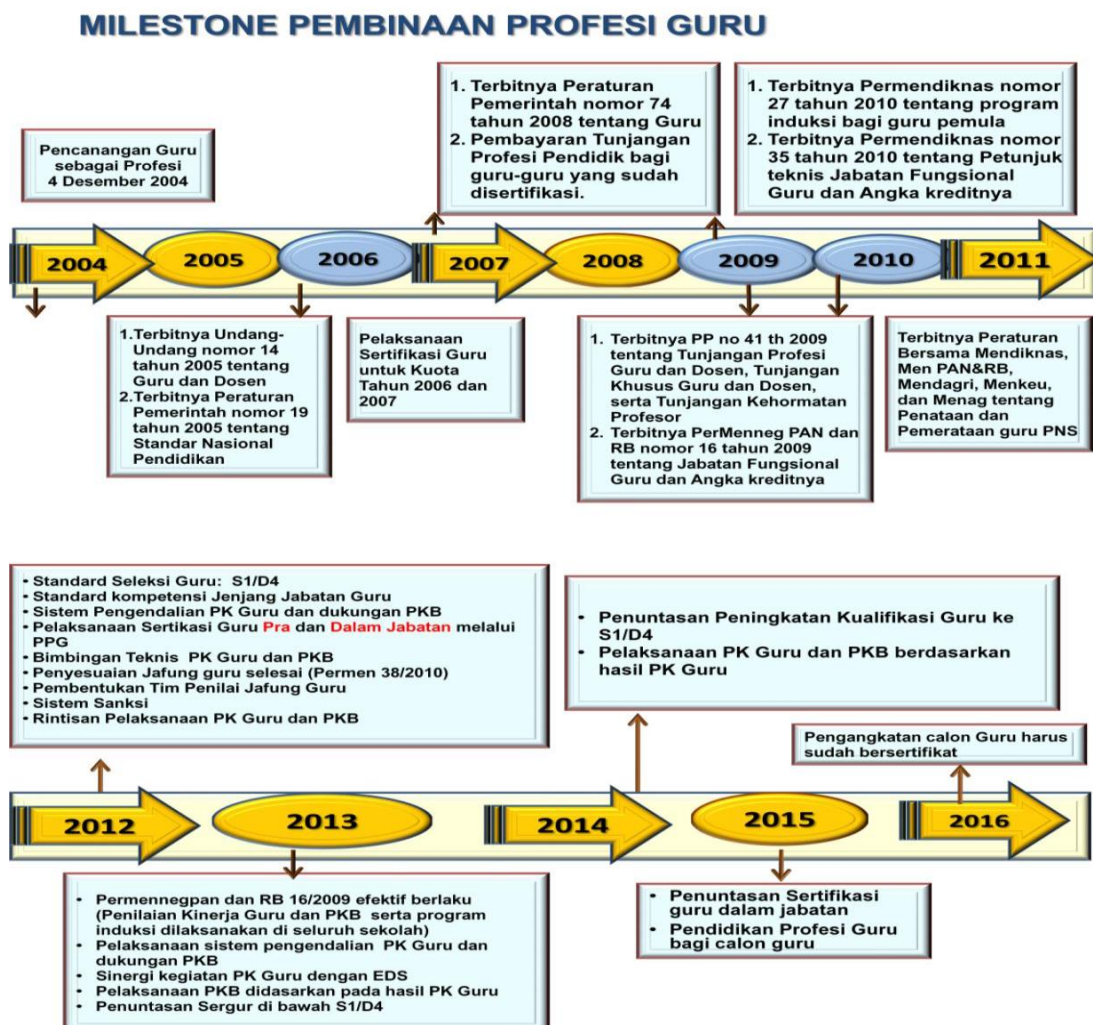 MILESTONE PEMBINAAN PROFESI GURU
Pencanangan Guru
sebagai Profesi
4 Desember 2004
1. Terbitnya Peraturan
Pemerintah nomor 74
tahun 2008 tentang Guru
2. Pembayaran Tunjangan
Profesi Pendidik bagi
guru-guru yang sudah
disertifikasi.
1. Terbitnya Permendiknas nomor
27 tahun 2010 tentang program
induksi bagi guru pemula
2. Terbitnya Permendiknas nomor
35 tahun 2010 tentang Petunjuk
teknis Jabatan Fungsional
Guru dan Angka kreditnya
2004 2005 2006 2007 2008 2009 2010 2011
1.Terbitnya Undang-
Undang nomor 14
tahun 2005 tentang
Guru dan Dosen
2.Terbitnya Peraturan
Pemerintah nomor 19
tahun 2005 tentang
Standar Nasional
Pendidikan
Pelaksanaan
Sertifikasi Guru
untuk Kuota
Tahun 2006 dan
2007
1. Terbitnya PP no 41 th 2009
tentang Tunjangan Profesi
Guru dan Dosen, Tunjangan
Khusus Guru dan Dosen,
serta Tunjangan Kehormatan
Profesor
2. Terbitnya PerMenneg PAN dan
RB nomor 16 tahun 2009
tentang Jabatan Fungsional
Guru dan Angka kreditnya
Terbitnya Peraturan
Bersama Mendiknas,
Men PAN&RB,
Mendagri, Menkeu,
dan Menag tentang
Penataan dan
Pemerataan guru PNS
• Standard Seleksi Guru: S1/D4
• Standard kompetensi Jenjang Jabatan Guru
• Sistem Pengendalian PK Guru dan dukungan PKB
• Pelaksanaan Sertikasi Guru Pra dan Dalam Jabatan melalui
PPG
• Bimbingan Teknis PK Guru dan PKB
• Penyesuaian Jafung guru selesai (Permen 38/2010)
• Pembentukan Tim Penilai Jafung Guru
• Sistem Sanksi
• Rintisan Pelaksanaan PK Guru dan PKB
• Penuntasan Peningkatan Kualifikasi Guru ke
S1/D4
• Pelaksanaan PK Guru dan PKB berdasarkan
hasil PK Guru
Pengangkatan calon Guru harus
sudah bersertifikat
2012 2013 2014 2015 2016
• Permennegpan dan RB 16/2009 efektif berlaku
(Penilaian Kinerja Guru dan PKB serta program
induksi dilaksanakan di seluruh sekolah)
• Pelaksanaan sistem pengendalian PK Guru dan
dukungan PKB
• Sinergi kegiatan PK Guru dengan EDS
• Pelaksanaan PKB didasarkan pada hasil PK Guru
• Penuntasan Sergur di bawah S1/D4
• Penuntasan Sertifikasi
guru dalam jabatan
• Pendidikan Profesi Guru
bagi calon guru